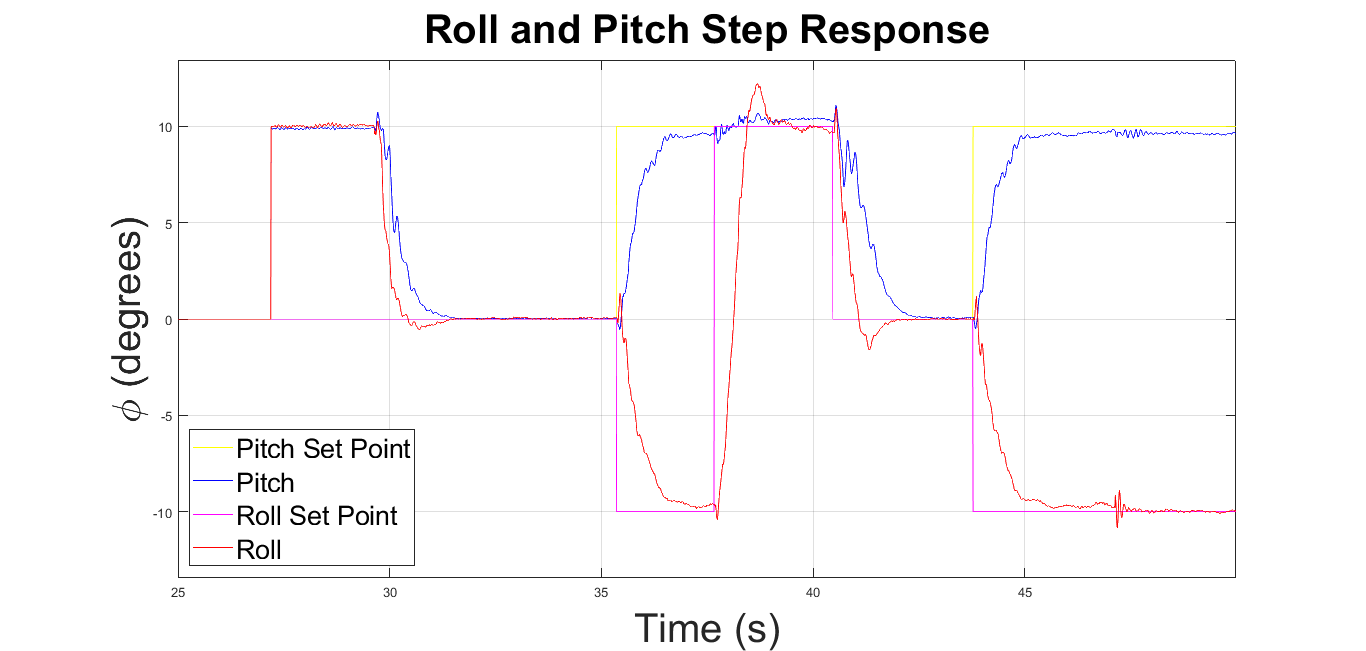 Roll and Pitch Step Response
ϕ (degrees)
10
5
0
-5
-10
Pitch Set Point
Pitch
Roll Set Point
Roll
25 30 35 40 45
Time (s)